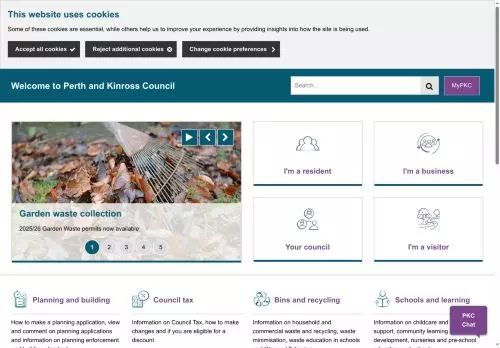 This website uses cookies
Some of these cookies are essential, while others help us to improve your experience by providing insights into how the site is being used.
Accept all cookies
Reject additional cookies
Change cookie preferences
Welcome to Perth and Kinross Council
Search...
MyPKC
Garden waste collection
2025/26 Garden Waste permits now available
1 2 3 4 5
I'm a resident
I'm a business
Your council
I'm a visitor
Planning and building
How to make a planning application, view
and comment on planning applications
and information on planning enforcement
Council tax
Information on Council Tax, how to make
changes and if you are eligible for a
discount
Bins and recycling
Information on household and
commercial waste and recycling, waste
minimisation, waste education in schools
Schools and learning
Information on childcare and
support, community learning
development, nurseries and pre-school
PKC
Chat